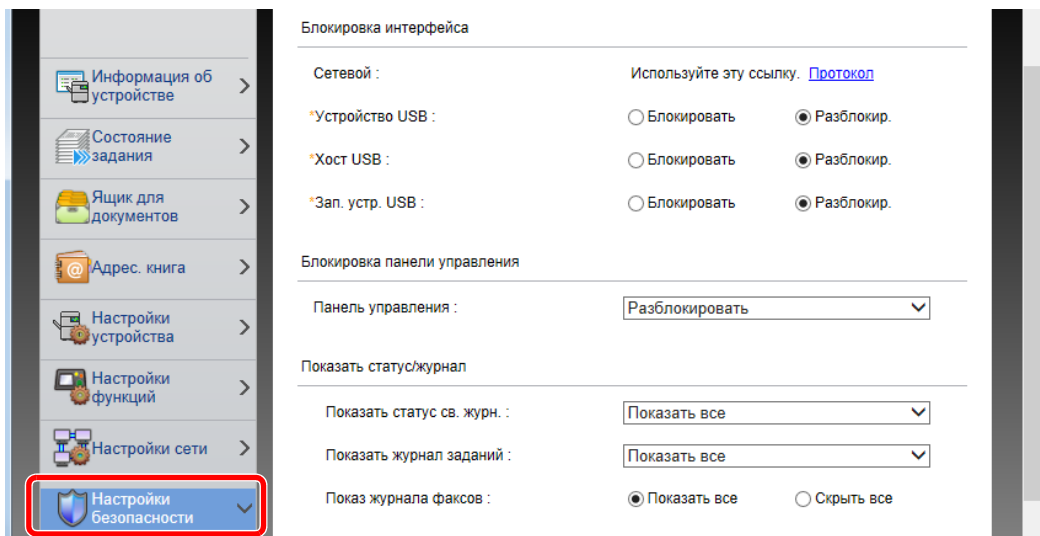 Информация об
устройстве
Состояние
задания
Ящик для
документов
Адрес. книга
Настройки
устройства
Настройки
функций
Настройки сети
Настройки
безопасности
Блокировка интерфейса
Сетевой : Используйте эту ссылку. Протокол
*Устройство USB : Блокировать Разблокир.
*Хост USB : Блокировать Разблокир.
*Зап. устр. USB : Блокировать Разблокир.
Блокировка панели управления
Панель управления : Разблокировать
Показать статус/журнал
Показать статус св. журн. : Показать все
Показать журнал заданий : Показать все
Показ журнала факсов : Показать все Скрыть все